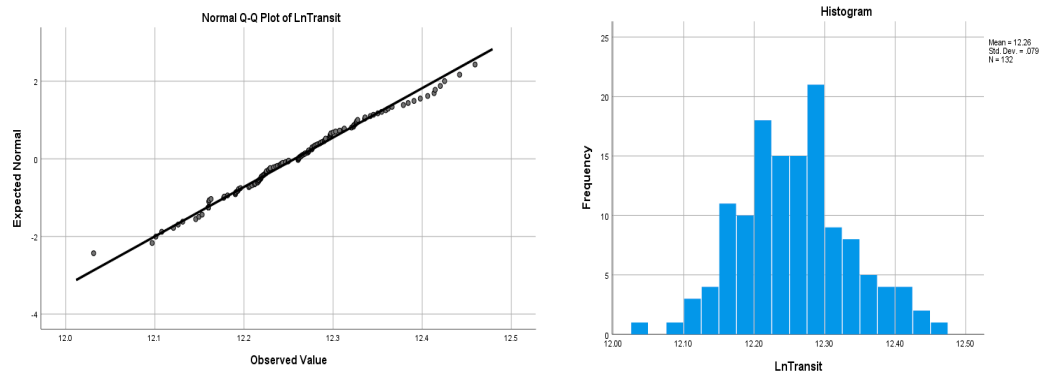 Normal Q-Q Plot of LnTransit
Expected Normal
2
0
-2
-4
12.0 12.1 12.2 12.3 12.4 12.5
Observed Value
Histogram
Mean = 12.26
Std. Dev. = .079
N = 132
Frequency
25
20
15
10
5
0
12.00 12.10 12.20 12.30 12.40 12.50
LnTransit